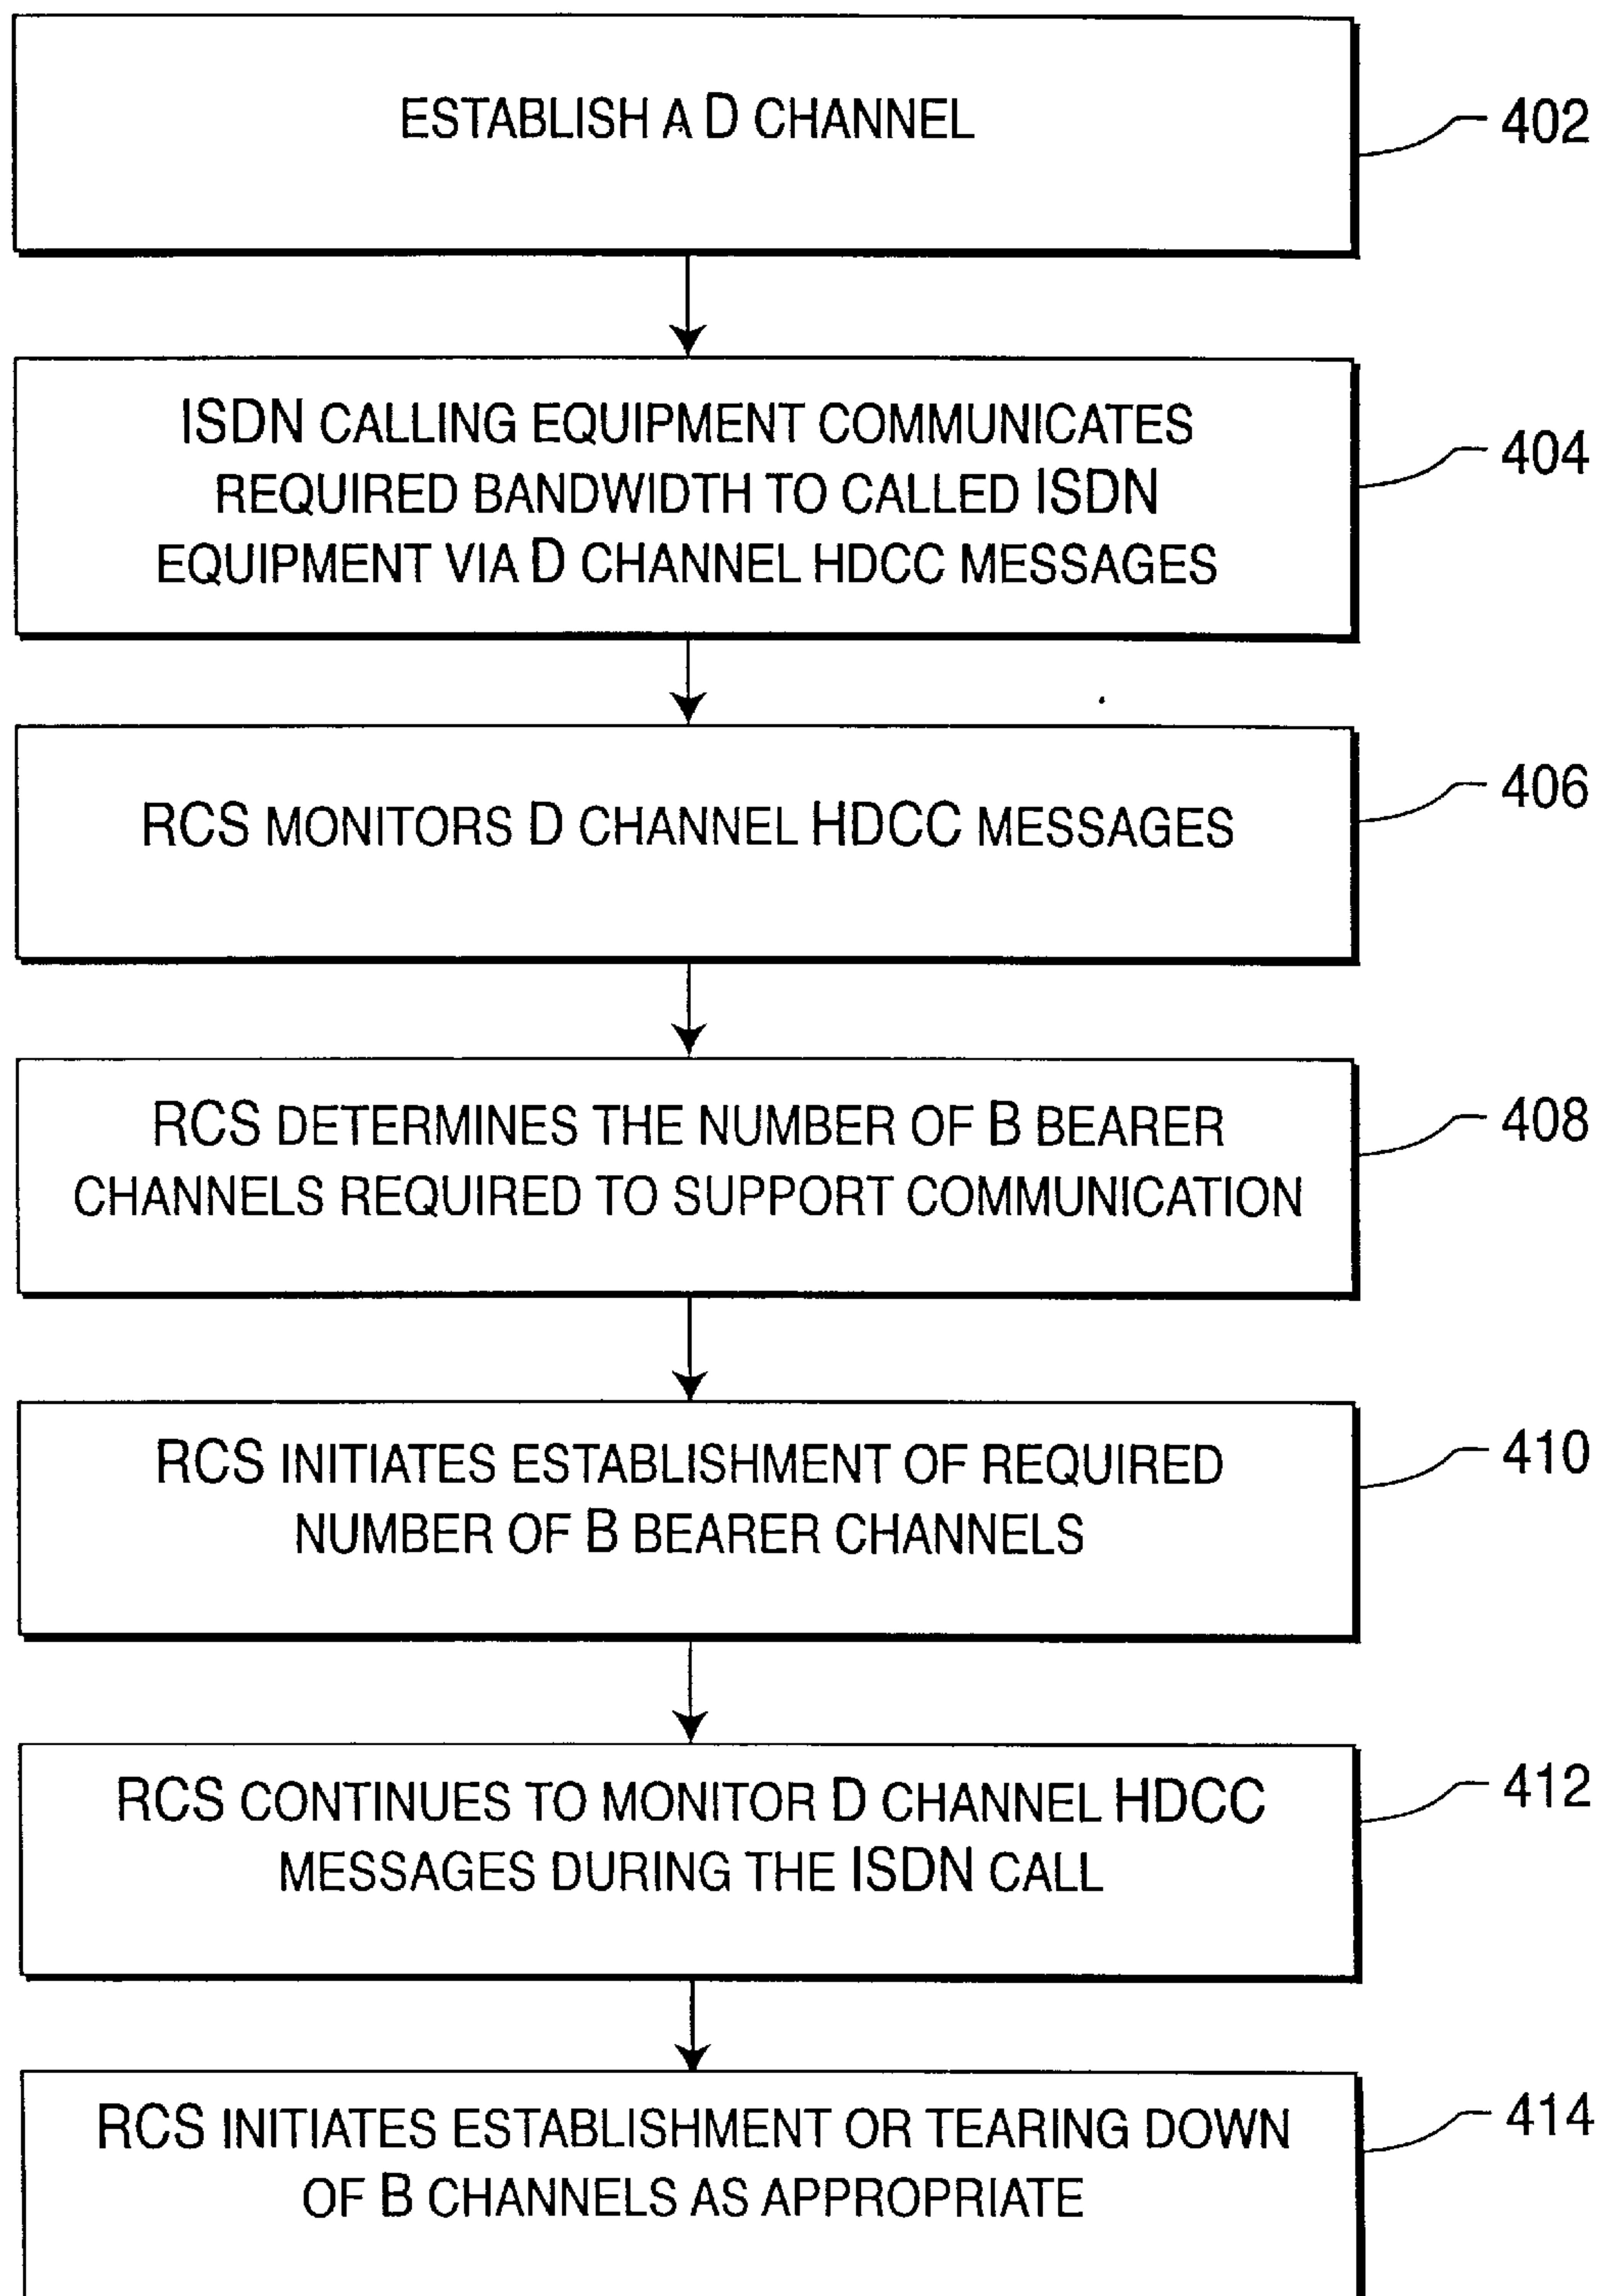 ESTABLISH A D CHANNEL
402
ISDN CALLING EQUIPMENT COMMUNICATES
REQUIRED BANDWIDTH TO CALLED ISDN
EQUIPMENT VIA D CHANNEL HDCC MESSAGES
404
RCS MONITORS D CHANNEL HDCC MESSAGES
406
RCS DETERMINES THE NUMBER OF B BEARER
CHANNELS REQUIRED TO SUPPORT COMMUNICATION
408
RCS INITIATES ESTABLISHMENT OF REQUIRED
NUMBER OF B BEARER CHANNELS
410
RCS CONTINUES TO MONITOR D CHANNEL HDCC
MESSAGES DURING THE ISDN CALL
412
RCS INITIATES ESTABLISHMENT OR TEARING DOWN
OF B CHANNELS AS APPROPRIATE
414